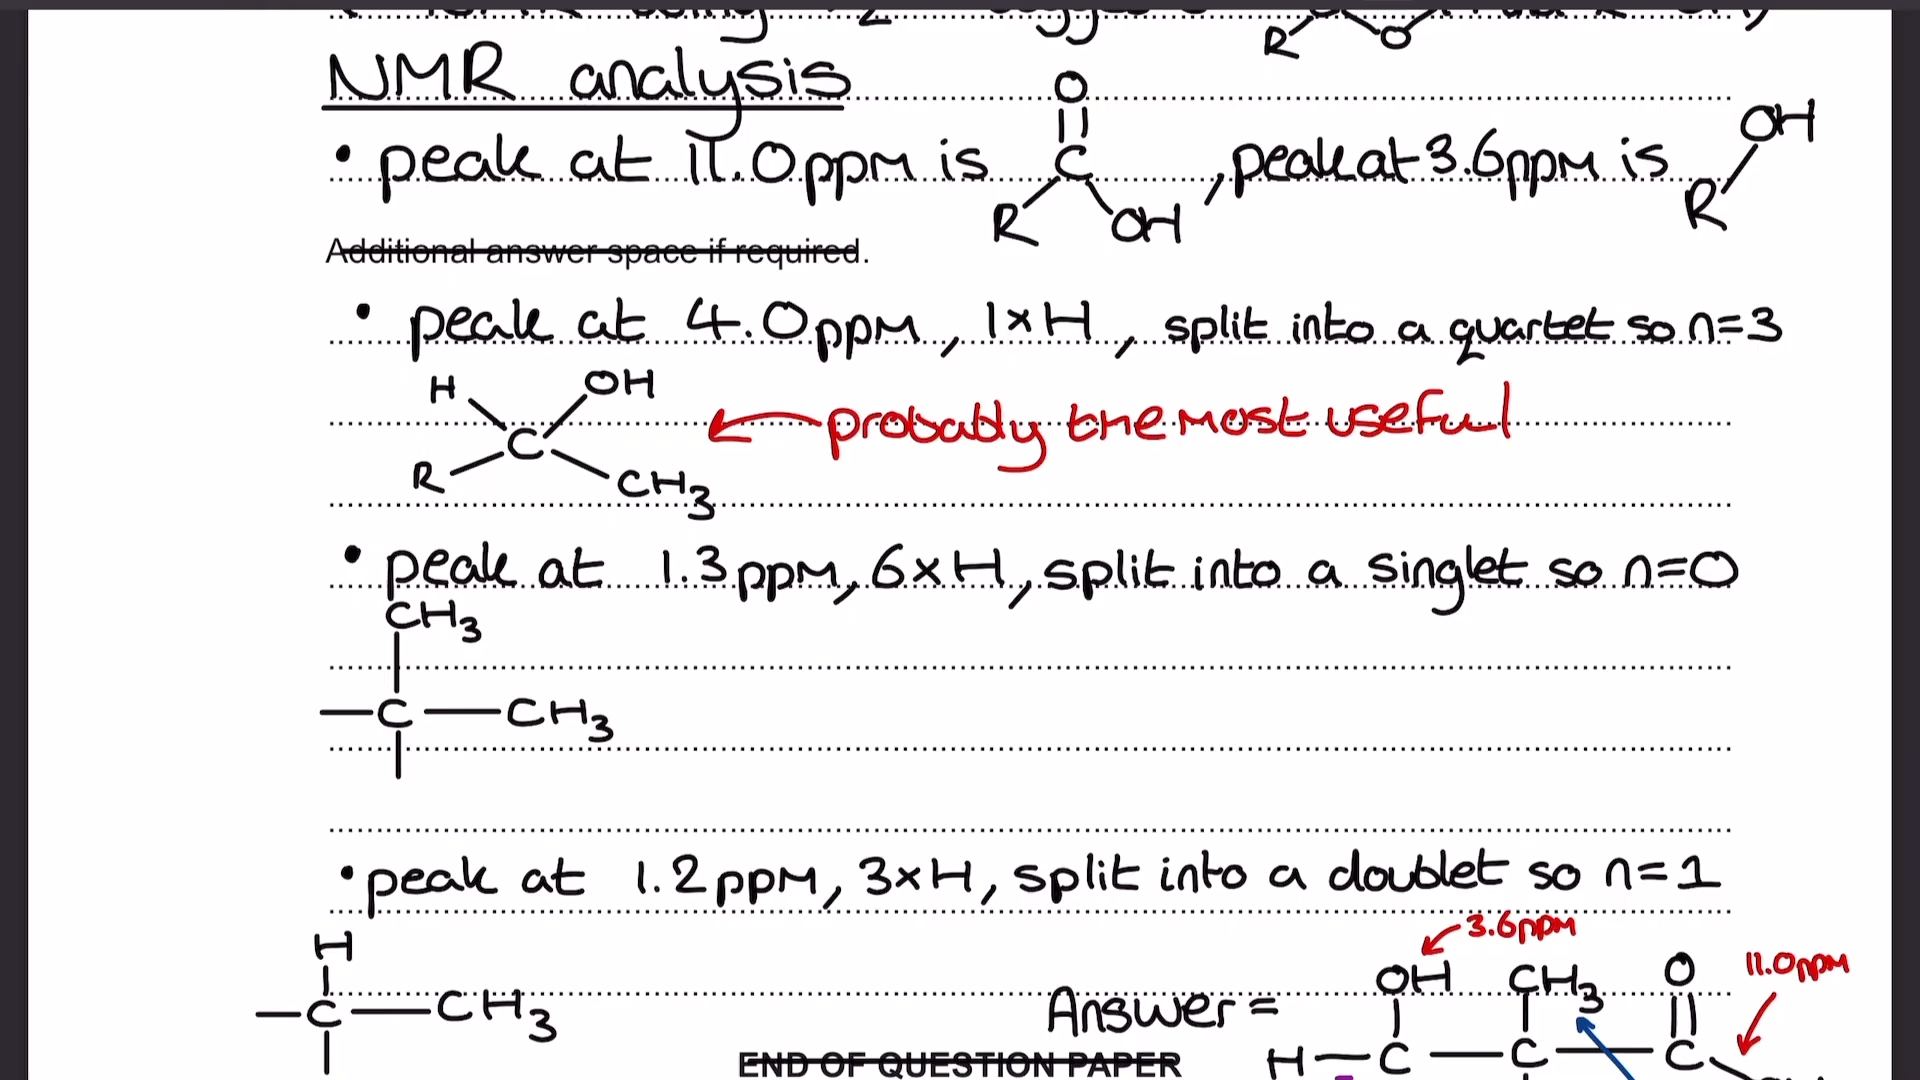 NMR analysis
• peak at 11.0ppm is R C O OH , peak at 3.6ppm is R OH
Additional answer space if required.
• peak at 4.0ppm, 1×H, split into a quartet so n=3
H OH
C
R CH3
← probably the most useful
• peak at 1.3ppm, 6×H, split into a singlet so n=0
CH3
—C—CH3
• peak at 1.2ppm, 3×H, split into a doublet so n=1
H
—C—CH3
3.6ppm
11.0ppm
Answer =
OH CH3 O
H—C—C—C
END OF QUESTION PAPER